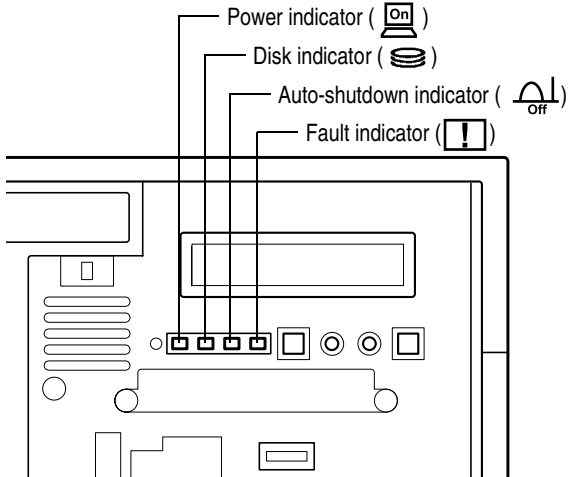 Power indicator ( On )
Disk indicator ( )
Auto-shutdown indicator ( Off )
Fault indicator ( ! )